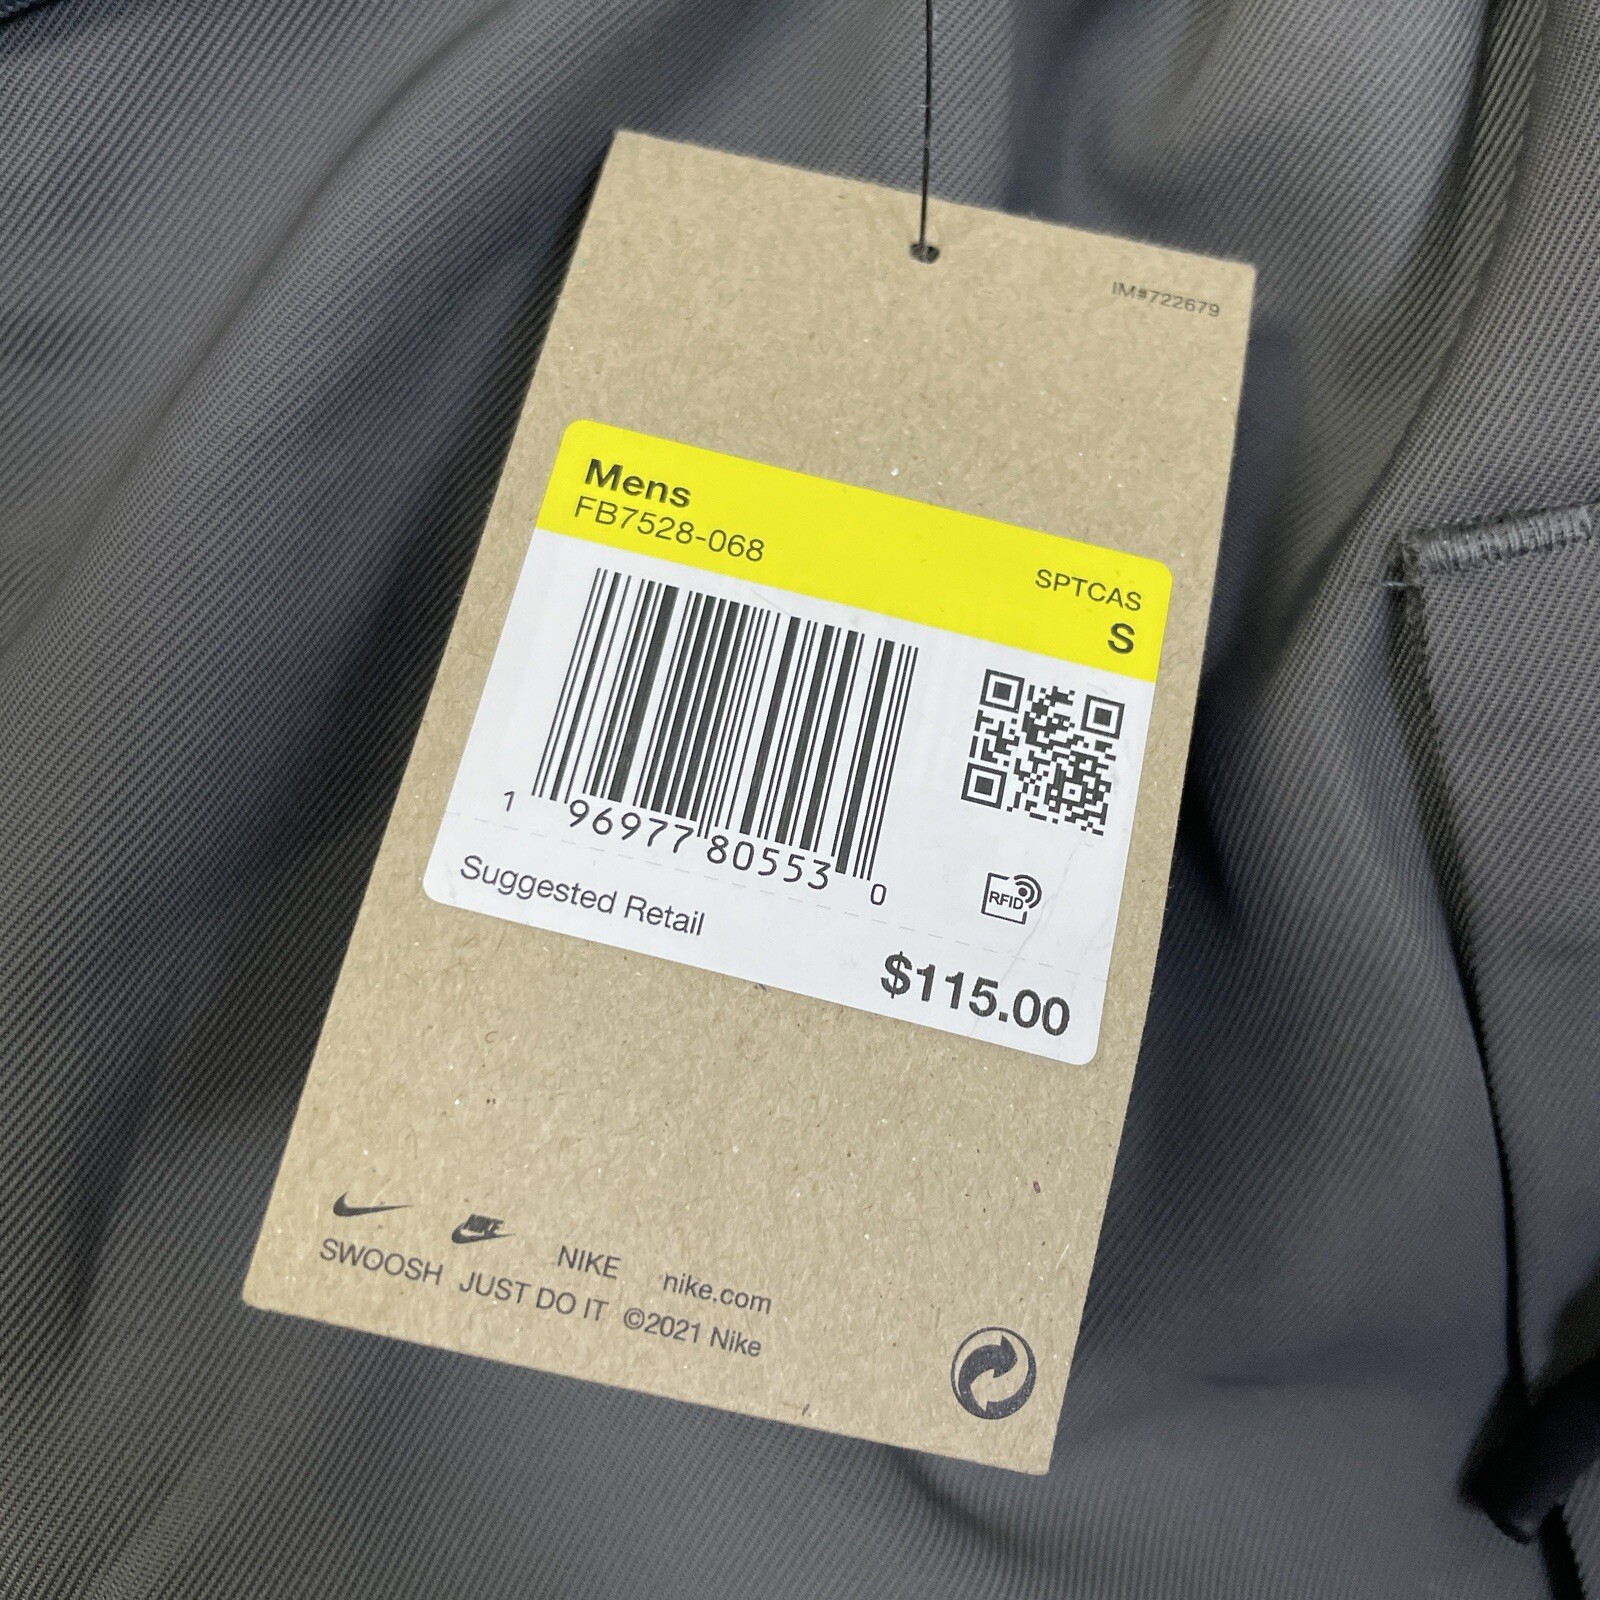 IM#722679
Mens
FB7528-068
SPTCAS
S
1 96977 80553 0
RFID
Suggested Retail
$115.00
NIKE
NIKE nike.com
SWOOSH JUST DO IT ©2021 Nike